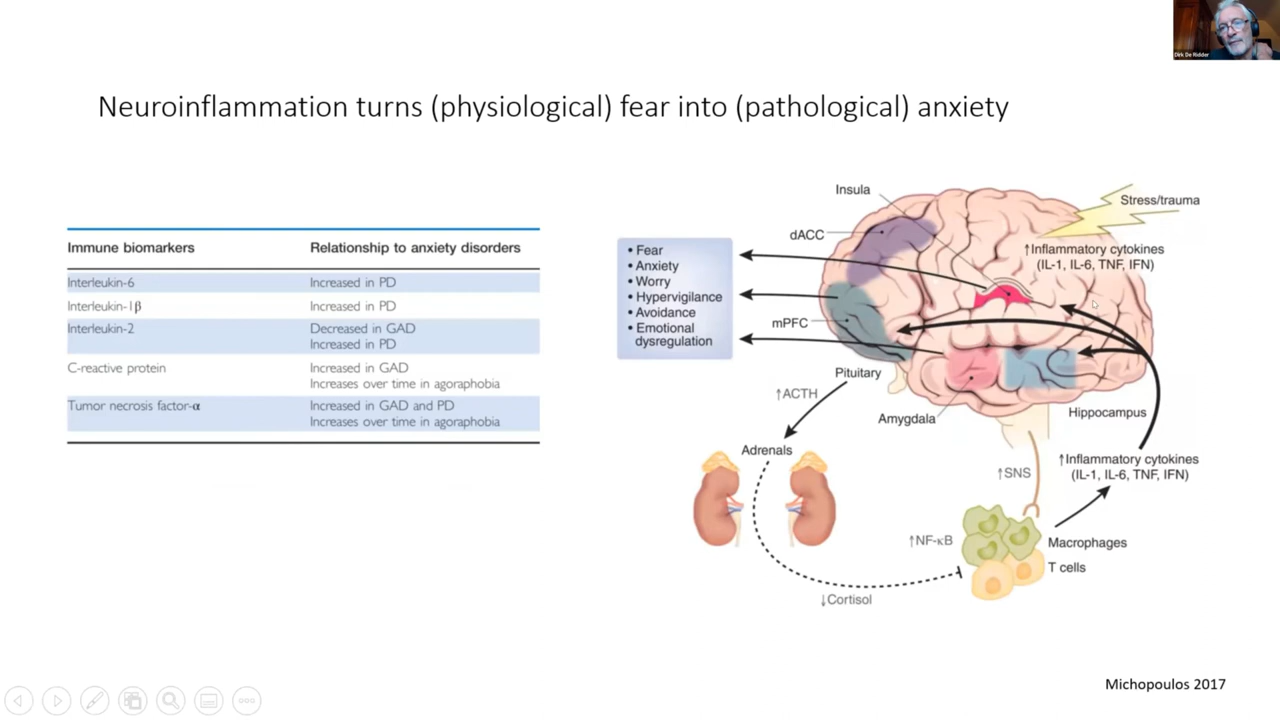 Dirk De Ridder
Neuroinflammation turns (physiological) fear into (pathological) anxiety
Immune biomarkers Relationship to anxiety disorders
Interleukin-6 Increased in PD
Interleukin-1β Increased in PD
Interleukin-2 Decreased in GAD
Increased in PD
C-reactive protein Increased in GAD
Increases over time in agoraphobia
Tumor necrosis factor-α Increased in GAD and PD
Increases over time in agoraphobia
Insula
Stress/trauma
dACC
↑Inflammatory cytokines
(IL-1, IL-6, TNF, IFN)
• Fear
• Anxiety
• Worry
• Hypervigilance
• Avoidance
• Emotional
dysregulation
mPFC
Pituitary
↑ACTH
Amygdala
Hippocampus
Adrenals
↑SNS
↑Inflammatory cytokines
(IL-1, IL-6, TNF, IFN)
↑NF-κB
Macrophages
T cells
↓Cortisol
Michopoulos 2017